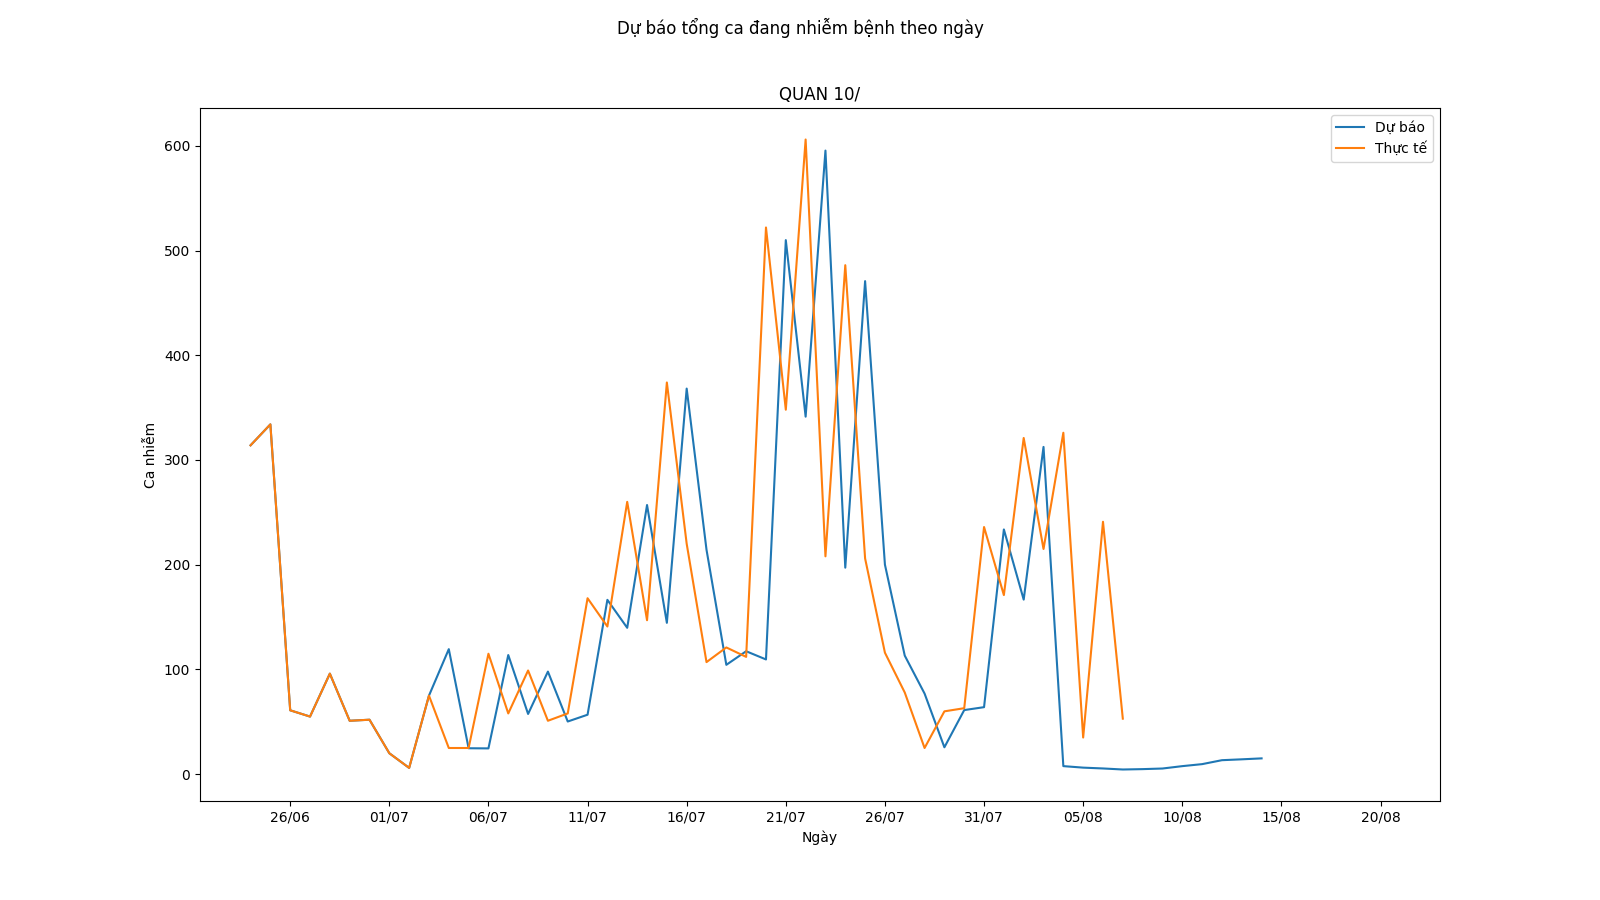 Dự báo tổng ca đang nhiễm bệnh theo ngày
QUAN 10/
Dự báo
Thực tế
600
500
400
300
200
100
0
Ca nhiễm
26/06 01/07 06/07 11/07 16/07 21/07 26/07 31/07 05/08 10/08 15/08 20/08
Ngày